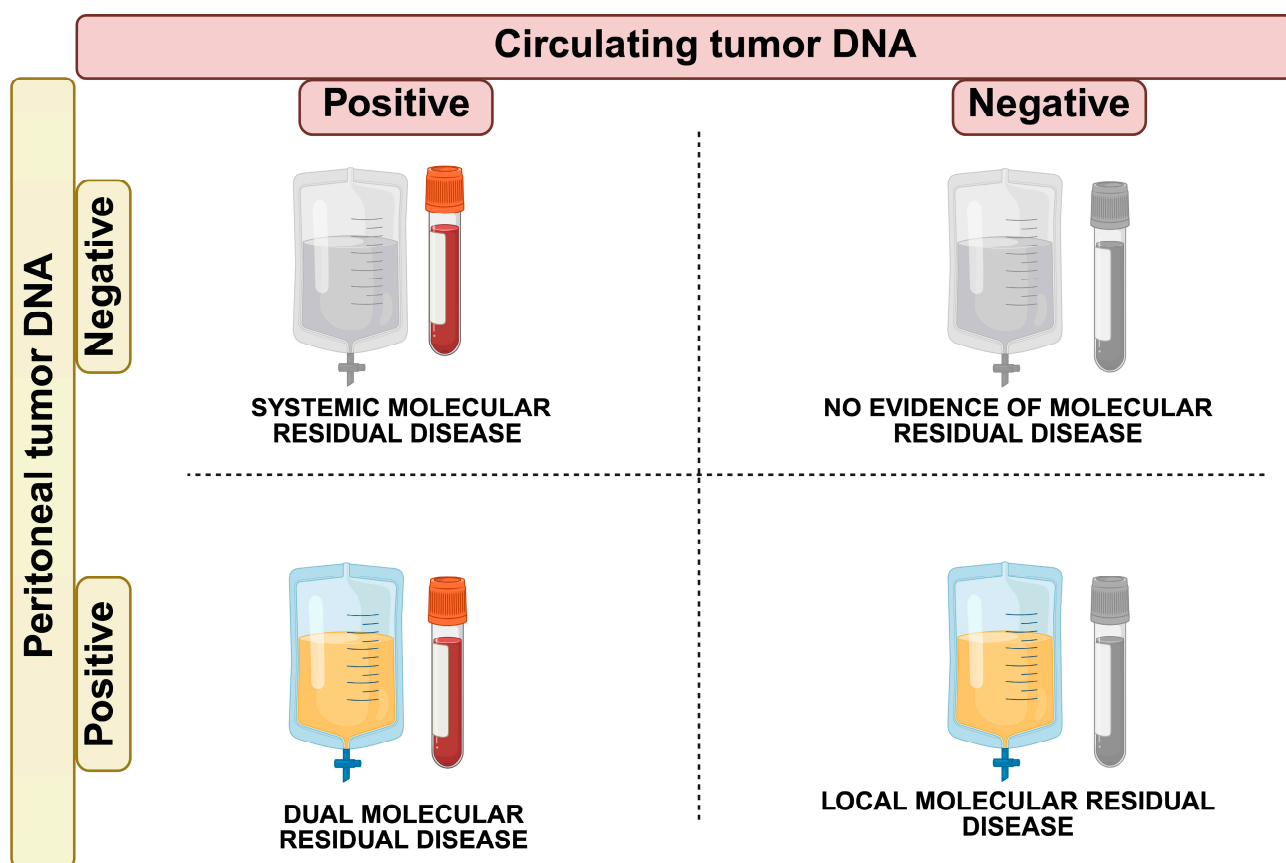 Circulating tumor DNA
Positive
Negative
Peritoneal tumor DNA
Negative
SYSTEMIC MOLECULAR
RESIDUAL DISEASE
NO EVIDENCE OF MOLECULAR
RESIDUAL DISEASE
Positive
DUAL MOLECULAR
RESIDUAL DISEASE
LOCAL MOLECULAR RESIDUAL
DISEASE